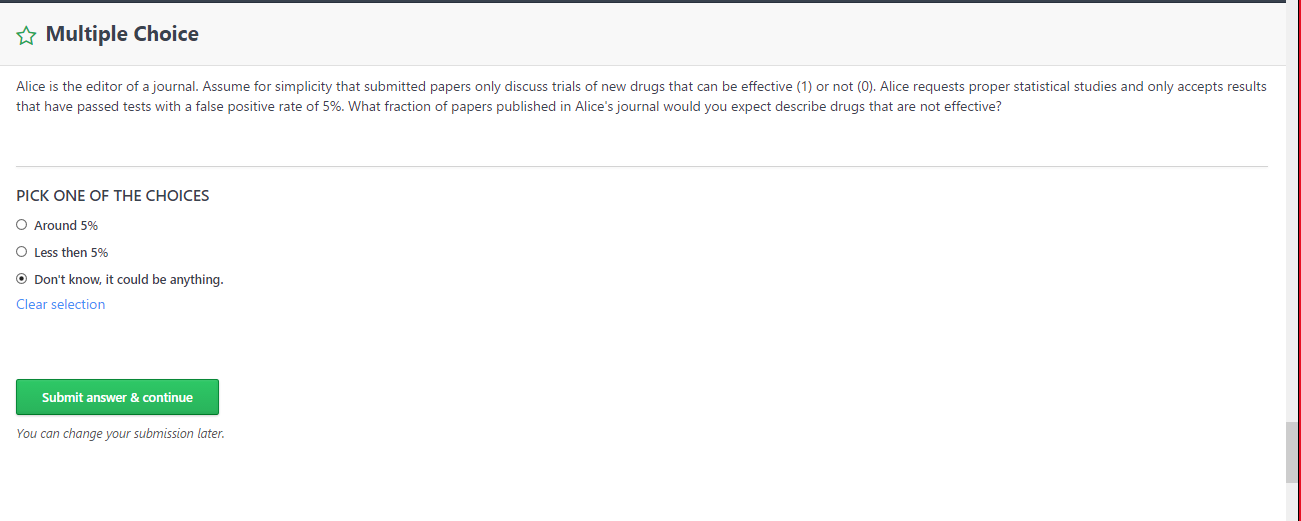 Multiple Choice
Alice is the editor of a journal. Assume for simplicity that submitted papers only discuss trials of new drugs that can be effective (1) or not (0). Alice requests proper statistical studies and only accepts results
that have passed tests with a false positive rate of 5%. What fraction of papers published in Alice's journal would you expect describe drugs that are not effective?
PICK ONE OF THE CHOICES
Around 5%
Less then 5%
Don't know, it could be anything.
Clear selection
Submit answer & continue
You can change your submission later.